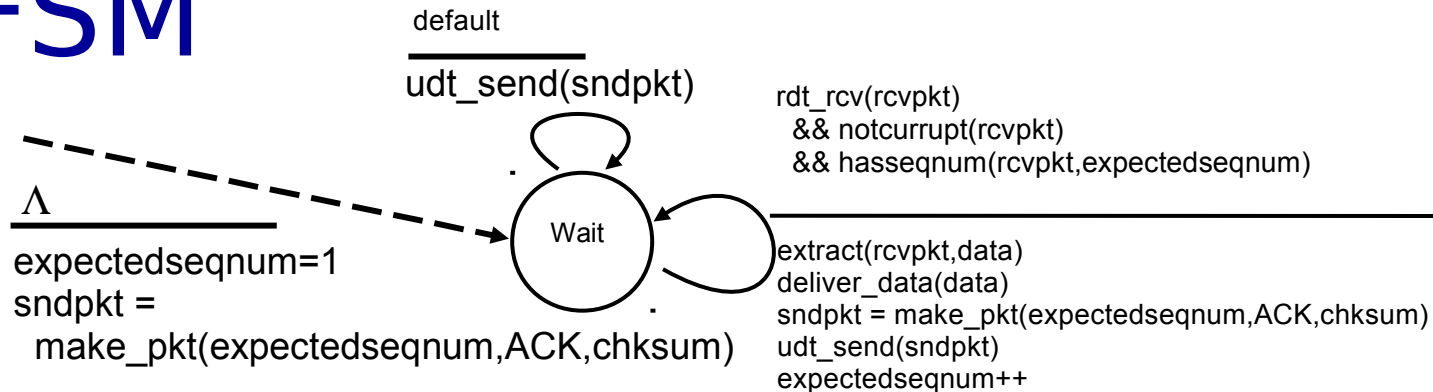 FSM
default
udt_send(sndpkt)
rdt_rcv(rcvpkt)
&& notcurrupt(rcvpkt)
&& hasseqnum(rcvpkt,expectedseqnum)
Λ
expectedseqnum=1
sndpkt =
make_pkt(expectedseqnum,ACK,chksum)
Wait
extract(rcvpkt,data)
deliver_data(data)
sndpkt = make_pkt(expectedseqnum,ACK,chksum)
udt_send(sndpkt)
expectedseqnum++